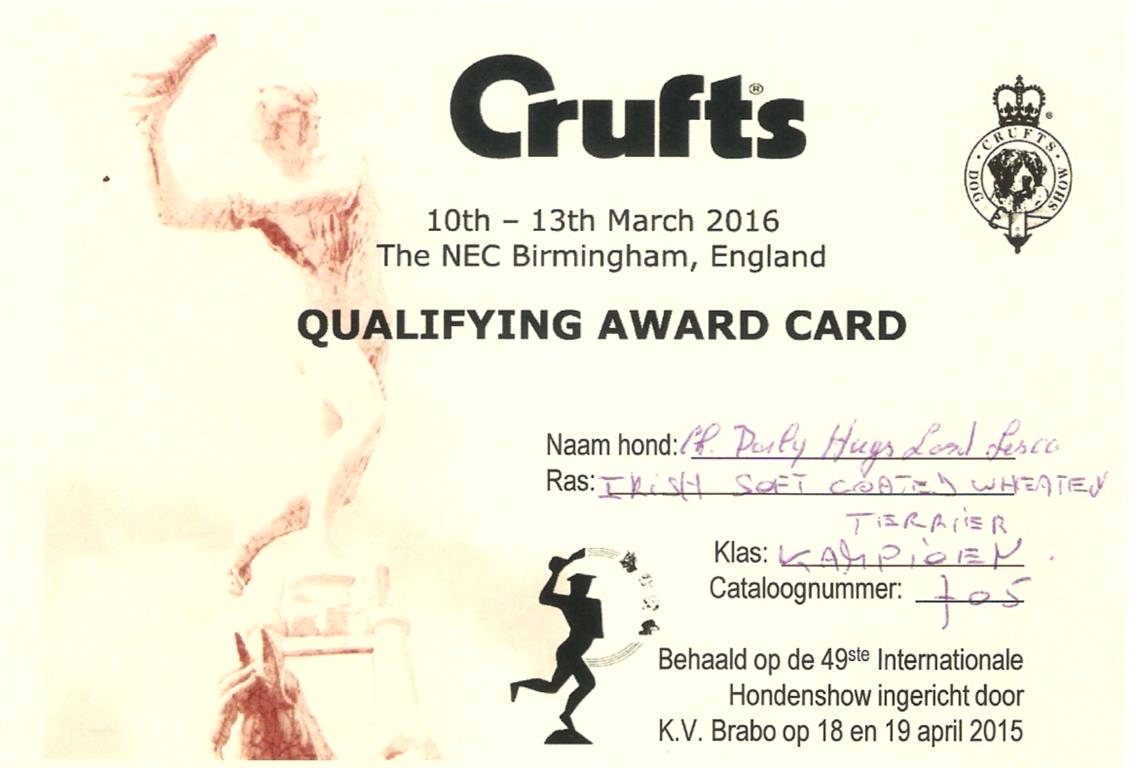 Crufts®
CRUFTS · DOG SHOW
10th – 13th March 2016
The NEC Birmingham, England
QUALIFYING AWARD CARD
Naam hond: Ch. Hugs
Ras: IRISH SOFT COATED WHEATEN
TERRIER
Klas: KAMPIOEN.
Cataloognummer: 705
Behaald op de 49ste Internationale
Hondenshow ingericht door
K.V. Brabo op 18 en 19 april 2015